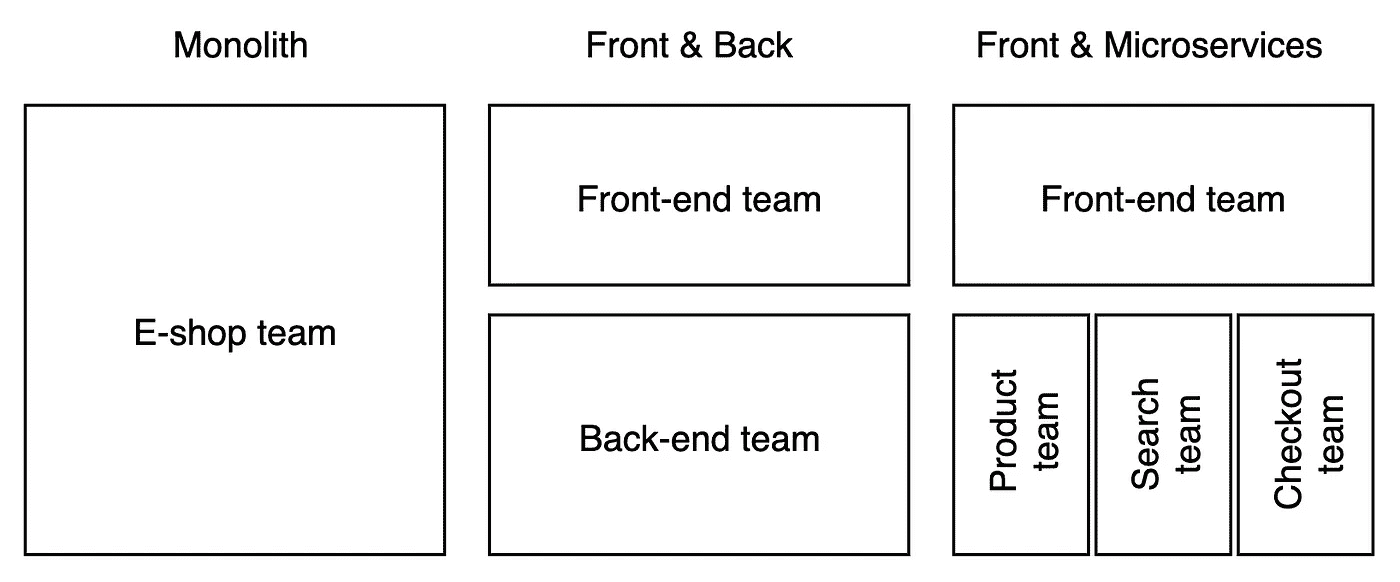 Monolith
Front & Back
Front & Microservices
E-shop team
Front-end team
Back-end team
Front-end team
Product
team
Search
team
Checkout
team